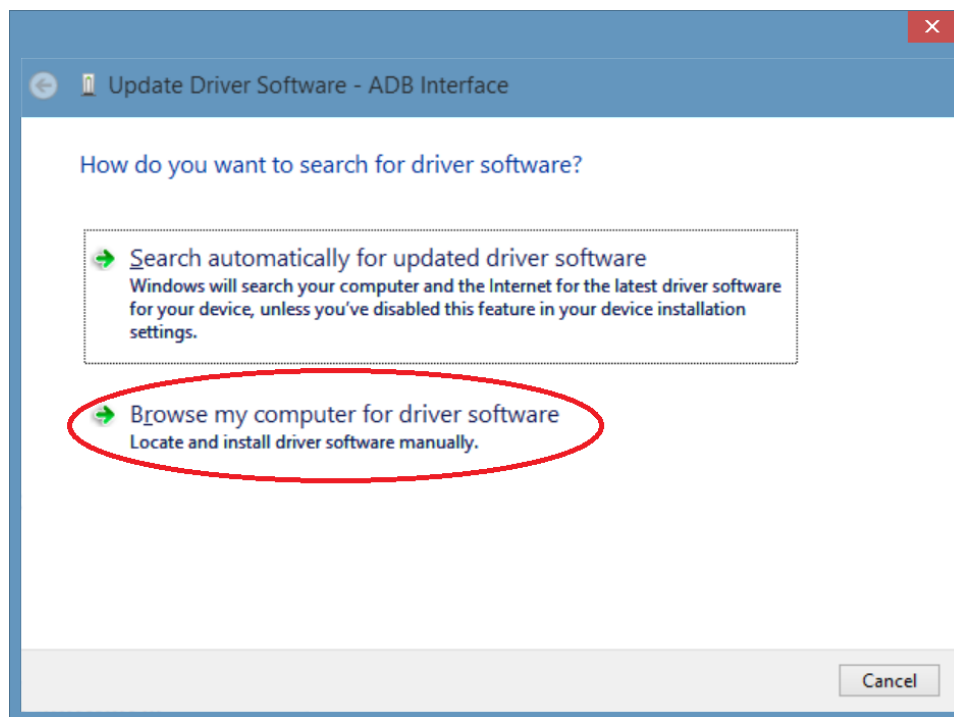 Update Driver Software - ADB Interface
How do you want to search for driver software?
Search automatically for updated driver software
Windows will search your computer and the Internet for the latest driver software
for your device, unless you've disabled this feature in your device installation
settings.
Browse my computer for driver software
Locate and install driver software manually.
Cancel